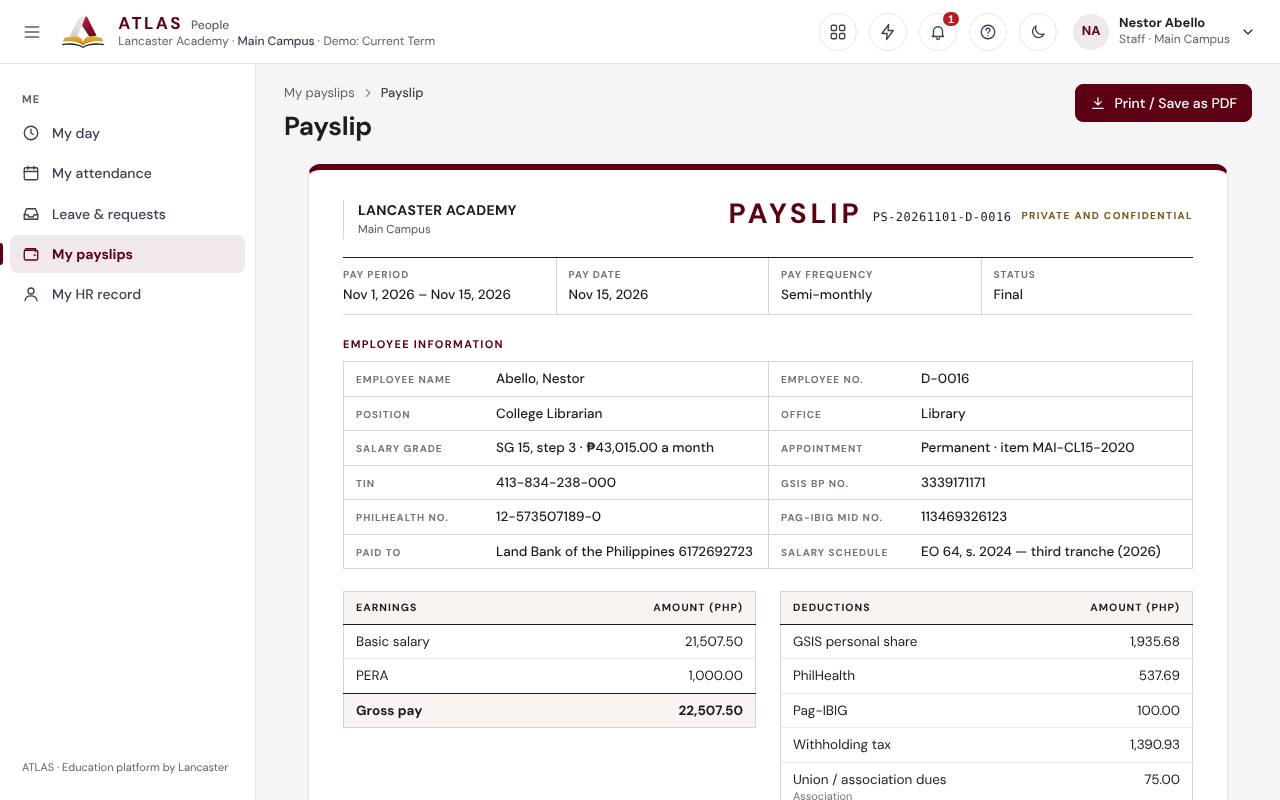 ATLAS People
Lancaster Academy · Main Campus · Demo: Current Term
1
NA
Nestor Abello
Staff · Main Campus
ME
My day
My attendance
Leave & requests
My payslips
My HR record
ATLAS · Education platform by Lancaster
My payslips > Payslip
Payslip
Print / Save as PDF
LANCASTER ACADEMY
Main Campus
PAYSLIP PS-20261101-D-0016 PRIVATE AND CONFIDENTIAL
PAY PERIOD
Nov 1, 2026 – Nov 15, 2026
PAY DATE
Nov 15, 2026
PAY FREQUENCY
Semi-monthly
STATUS
Final
EMPLOYEE INFORMATION
EMPLOYEE NAME Abello, Nestor EMPLOYEE NO. D-0016
POSITION College Librarian OFFICE Library
SALARY GRADE SG 15, step 3 · ₱43,015.00 a month APPOINTMENT Permanent · item MAI-CL15-2020
TIN 413-834-238-000 GSIS BP NO. 3339171171
PHILHEALTH NO. 12-573507189-0 PAG-IBIG MID NO. 113469326123
PAID TO Land Bank of the Philippines 6172692723 SALARY SCHEDULE EO 64, s. 2024 — third tranche (2026)
EARNINGS AMOUNT (PHP)
Basic salary 21,507.50
PERA 1,000.00
Gross pay 22,507.50
DEDUCTIONS AMOUNT (PHP)
GSIS personal share 1,935.68
PhilHealth 537.69
Pag-IBIG 100.00
Withholding tax 1,390.93
Union / association dues 75.00
Association